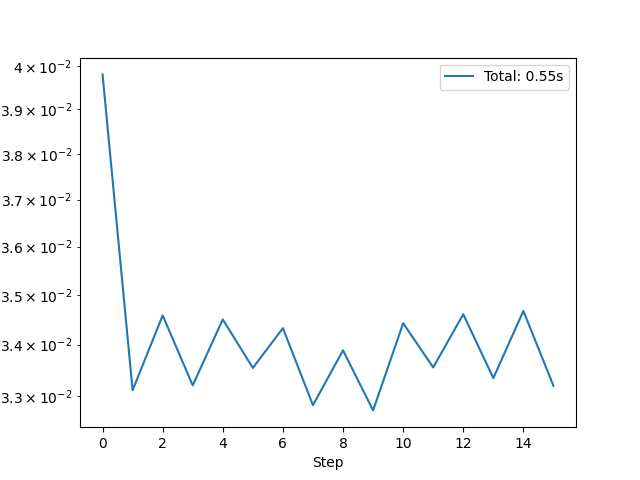 Total: 0.55s
4 × 10⁻²
3.9 × 10⁻²
3.8 × 10⁻²
3.7 × 10⁻²
3.6 × 10⁻²
3.5 × 10⁻²
3.4 × 10⁻²
3.3 × 10⁻²
0 2 4 6 8 10 12 14
Step